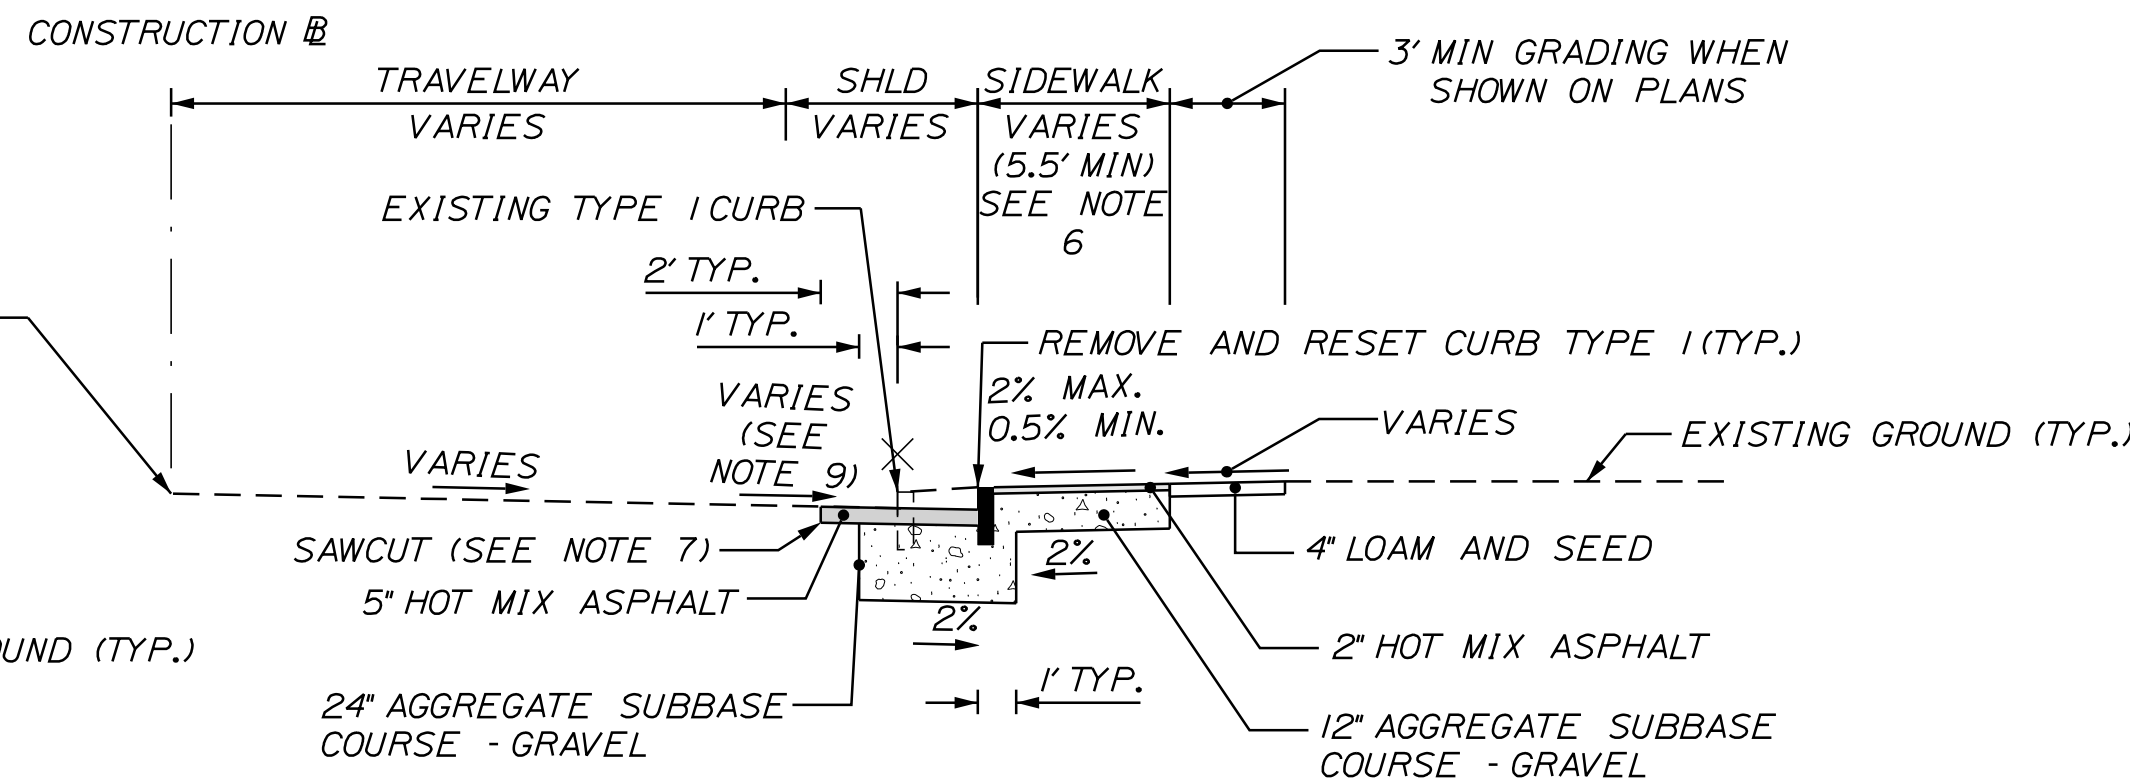 CONSTRUCTION BL
TRAVELWAY
VARIES
SHLD
VARIES
SIDEWALK
VARIES
(5.5' MIN)
SEE NOTE
6
3' MIN GRADING WHEN
SHOWN ON PLANS
EXISTING TYPE 1 CURB
2' TYP.
1' TYP.
REMOVE AND RESET CURB TYPE 1 (TYP.)
VARIES
(SEE
NOTE 9)
2% MAX.
0.5% MIN.
VARIES
EXISTING GROUND (TYP.)
VARIES
SAWCUT (SEE NOTE 7)
2%
4" LOAM AND SEED
5" HOT MIX ASPHALT
2%
2" HOT MIX ASPHALT
OUND (TYP.)
1' TYP.
24" AGGREGATE SUBBASE
COURSE - GRAVEL
12" AGGREGATE SUBBASE
COURSE - GRAVEL